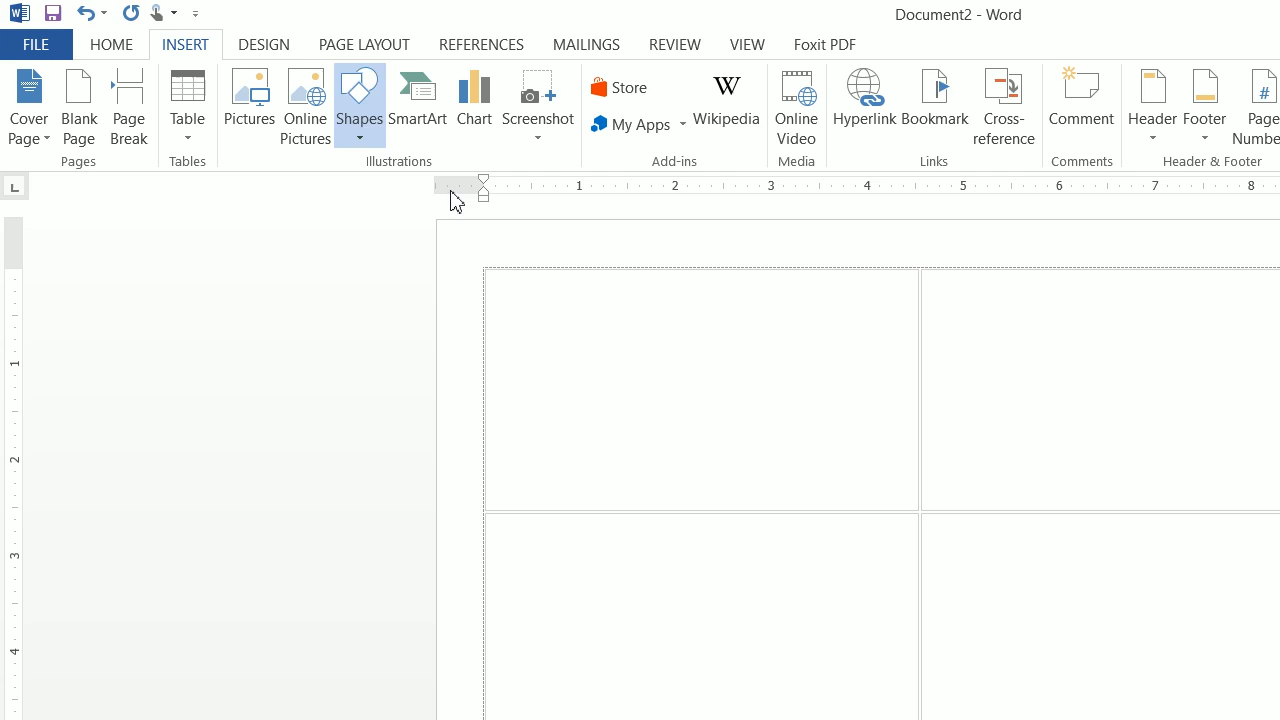 Document2 - Word
FILE HOME INSERT DESIGN PAGE LAYOUT REFERENCES MAILINGS REVIEW VIEW Foxit PDF
Cover Page
Blank Page
Page Break
Pages
Table
Tables
Pictures
Online Pictures
Shapes
SmartArt
Chart
Screenshot
Illustrations
Store
My Apps
W
Wikipedia
Add-ins
Online Video
Media
Hyperlink
Bookmark
Cross-reference
Links
Comment
Comments
Header
Footer
#
Page
Numbe
Header & Footer
L
1 2 3 4 5 6 7 8
1
2
3
4